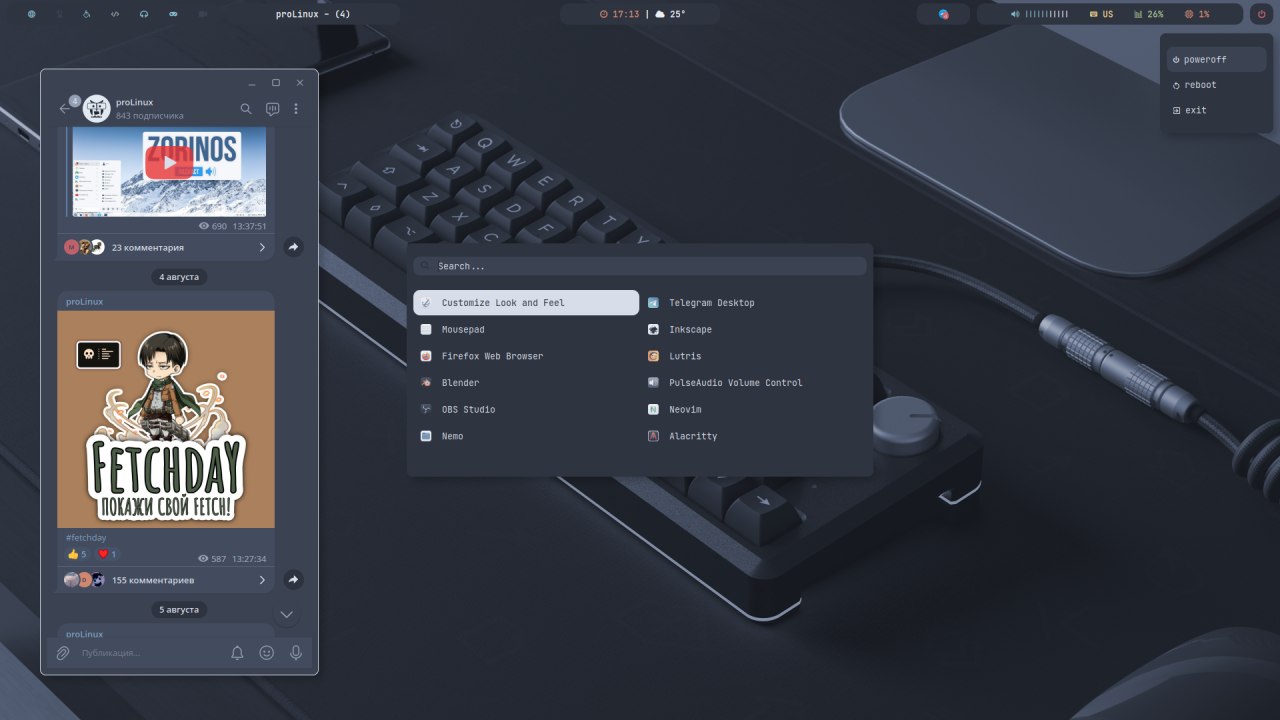 proLinux – (4)
17:13 | 25°
US
26%
1%
poweroff
reboot
exit
4
proLinux
843 подписчика
ZORINOS
690 13:37:51
23 комментария
4 августа
proLinux
FETCHDAY
ПОКАЖИ СВОЙ FETCH!
#fetchday
5
1
587 13:27:34
155 комментариев
5 августа
proLinux
Публикация...
Search...
Customize Look and Feel
Telegram Desktop
Mousepad
Inkscape
Firefox Web Browser
Lutris
Blender
PulseAudio Volume Control
OBS Studio
Neovim
Nemo
Alacritty
Q
W
E
R
T
Y
A
S
D
F
Z
X
C